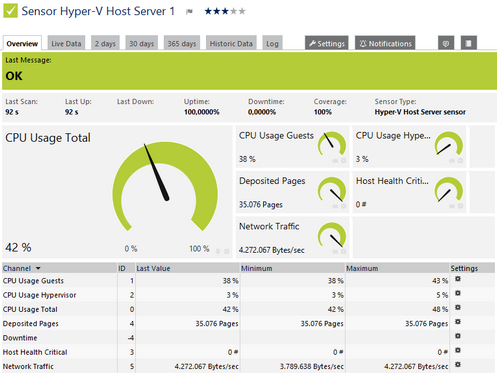 Sensor Hyper-V Host Server 1
Overview Live Data 2 days 30 days 365 days Historic Data Log Settings Notifications
Last Message:
OK
Last Scan: Last Up: Last Down: Uptime: Downtime: Coverage: Sensor Type:
92 s 92 s 100,0000% 0,0000% 100% Hyper-V Host Server sensor
CPU Usage Total
42 %
0 % 100 %
CPU Usage Guests
38 %
CPU Usage Hype...
3 %
Deposited Pages
35.076 Pages
Host Health Criti...
0 #
Network Traffic
4.272.067 Bytes/sec
Channel ID Last Value Minimum Maximum Settings
CPU Usage Guests 1 38 % 38 % 43 %
CPU Usage Hypervisor 2 3 % 3 % 5 %
CPU Usage Total 0 42 % 42 % 48 %
Deposited Pages 4 35.076 Pages 35.076 Pages 35.076 Pages
Downtime -4
Host Health Critical 3 0 # 0 # 0 #
Network Traffic 5 4.272.067 Bytes/sec 3.789.638 Bytes/sec 4.272.067 Bytes/sec